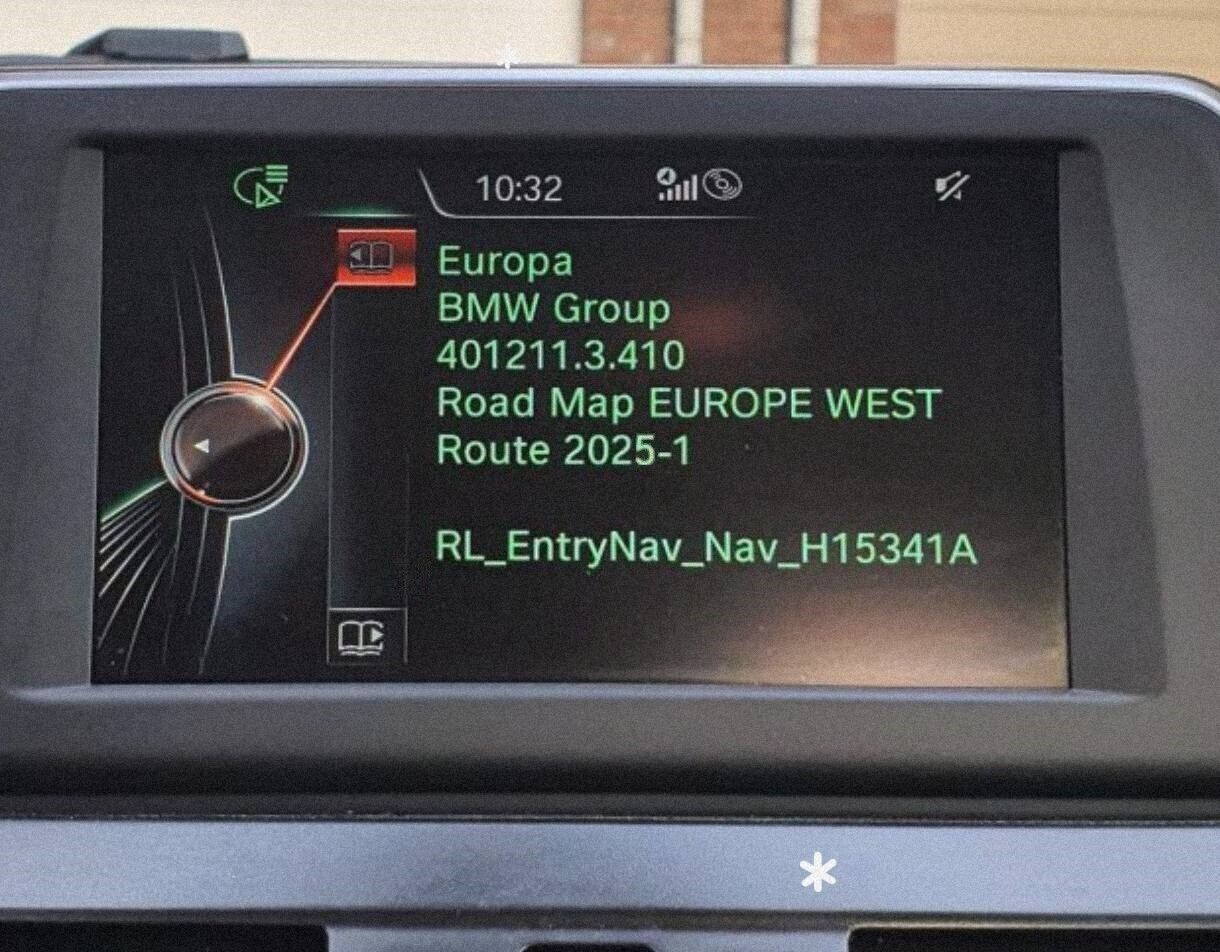 10:32
Europa
BMW Group
401211.3.410
Road Map EUROPE WEST
Route 2025-1
RL_EntryNav_Nav_H15341A